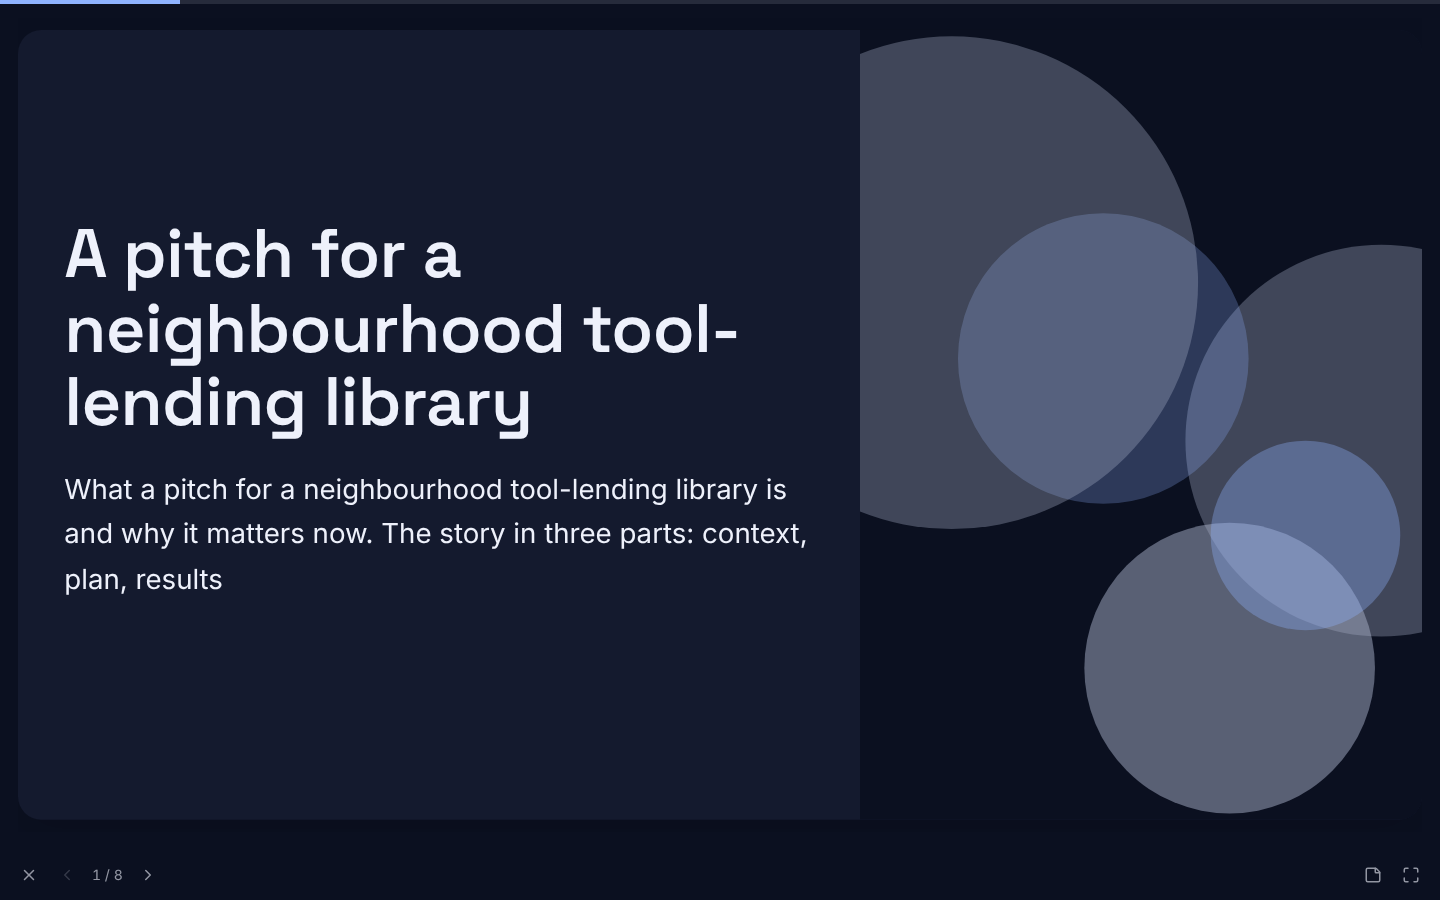 A pitch for a
neighbourhood tool-
lending library
What a pitch for a neighbourhood tool-lending library is
and why it matters now. The story in three parts: context,
plan, results
1 / 8